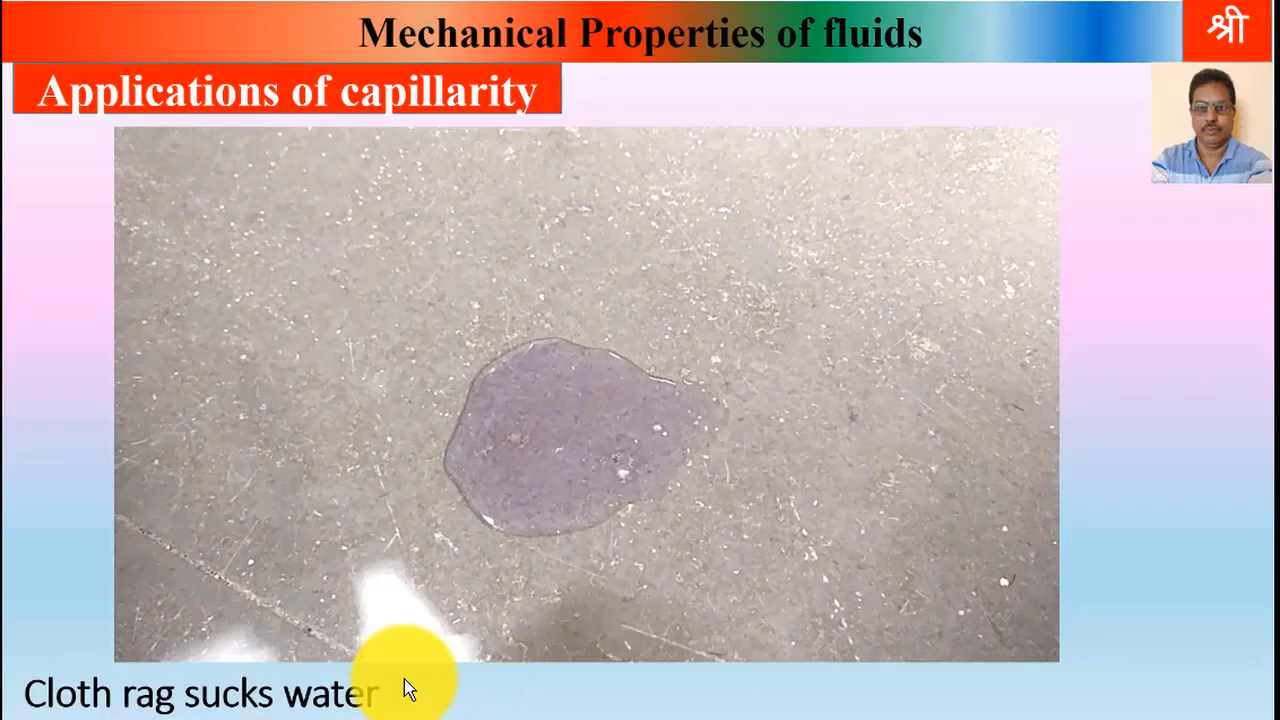 Mechanical Properties of fluids
श्री
Applications of capillarity
Cloth rag sucks water